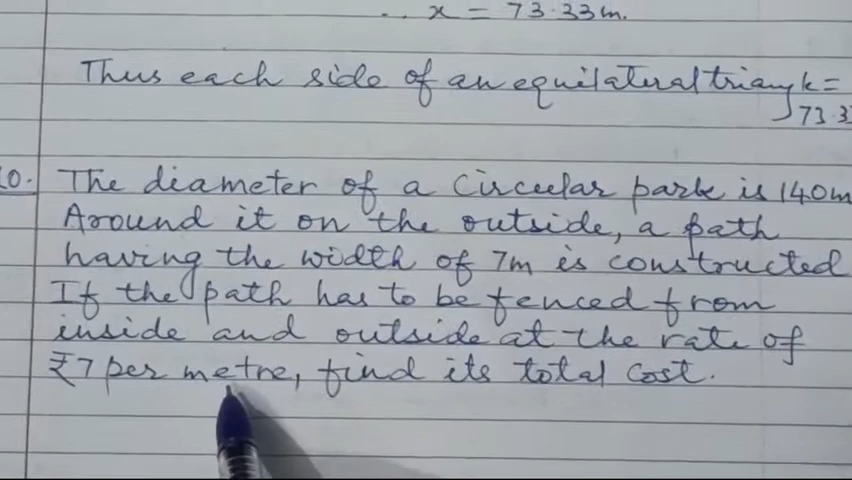 ∴ x = 73.33m.
Thus each side of an equilateral triangle =
73.3
10. The diameter of a circular park is 140m
Around it on the outside, a path
having the width of 7m is constructed
If the path has to be fenced from
inside and outside at the rate of
₹7 per metre, find its total cost.